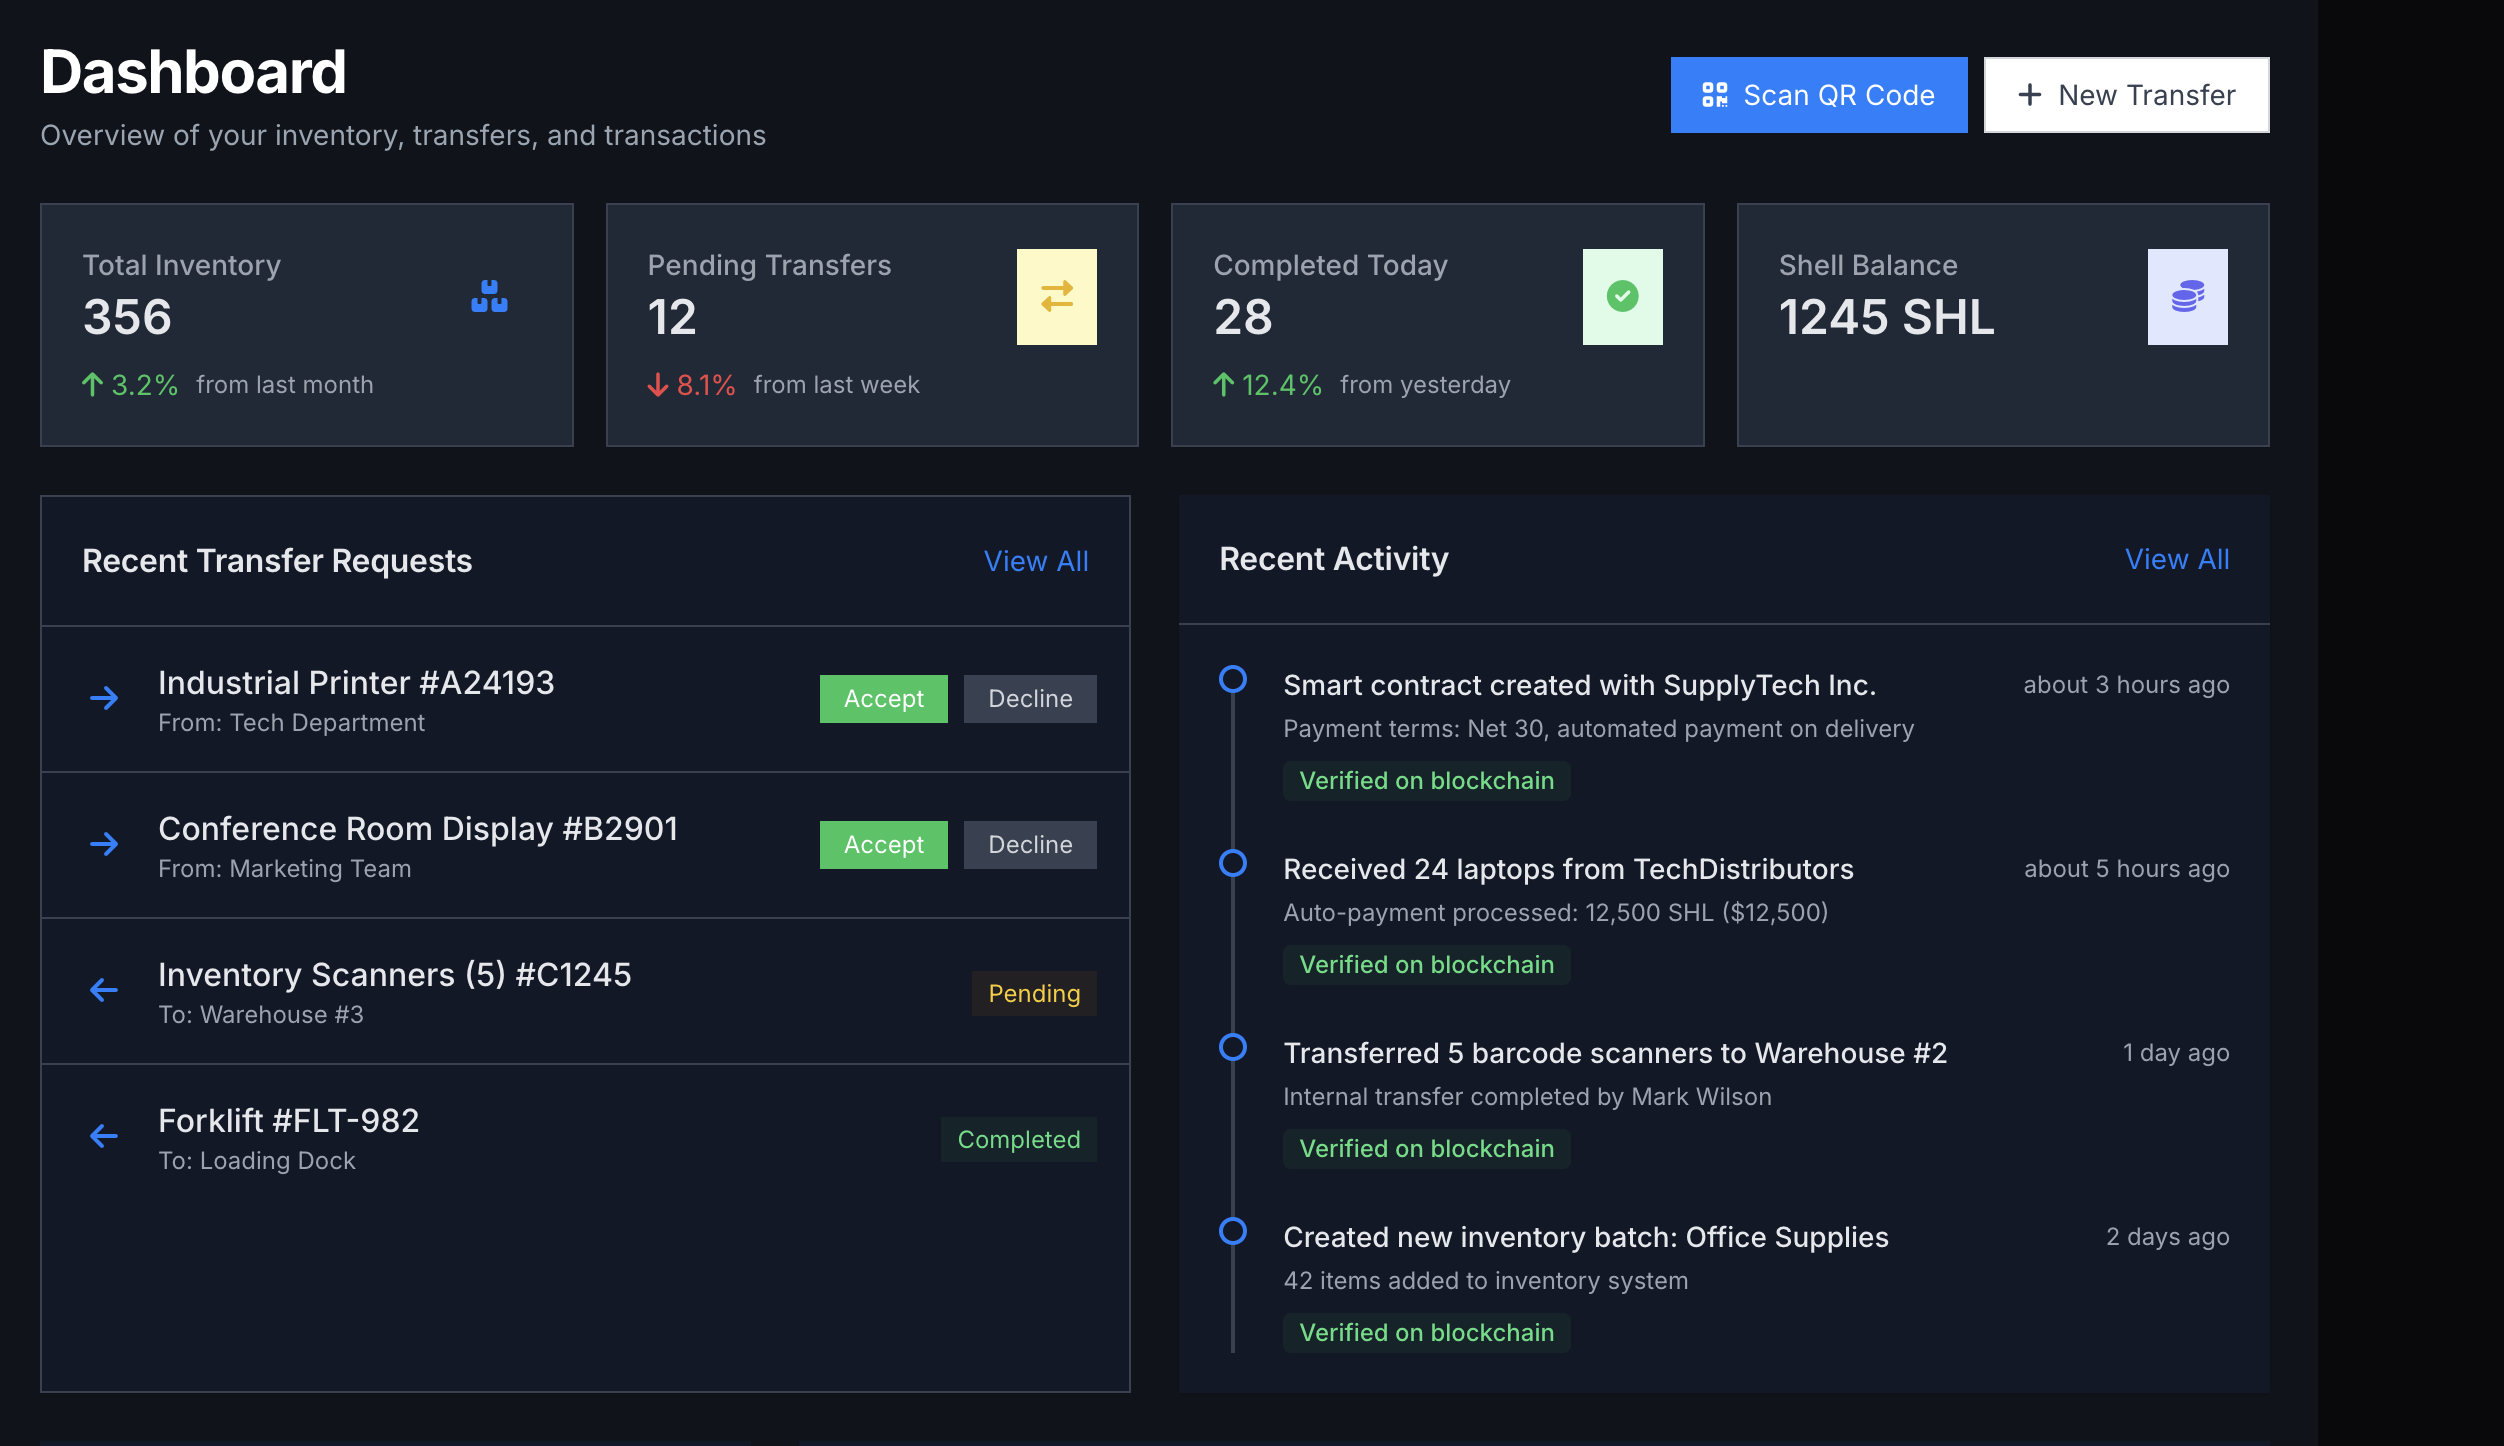 Dashboard
Overview of your inventory, transfers, and transactions
Scan QR Code
New Transfer
Total Inventory
356
3.2% from last month
Pending Transfers
12
8.1% from last week
Completed Today
28
12.4% from yesterday
Shell Balance
1245 SHL
Recent Transfer Requests
View All
Industrial Printer #A24193
From: Tech Department
Accept
Decline
Conference Room Display #B2901
From: Marketing Team
Accept
Decline
Inventory Scanners (5) #C1245
To: Warehouse #3
Pending
Forklift #FLT-982
To: Loading Dock
Completed
Recent Activity
View All
Smart contract created with SupplyTech Inc.
about 3 hours ago
Payment terms: Net 30, automated payment on delivery
Verified on blockchain
Received 24 laptops from TechDistributors
about 5 hours ago
Auto-payment processed: 12,500 SHL ($12,500)
Verified on blockchain
Transferred 5 barcode scanners to Warehouse #2
1 day ago
Internal transfer completed by Mark Wilson
Verified on blockchain
Created new inventory batch: Office Supplies
2 days ago
42 items added to inventory system
Verified on blockchain